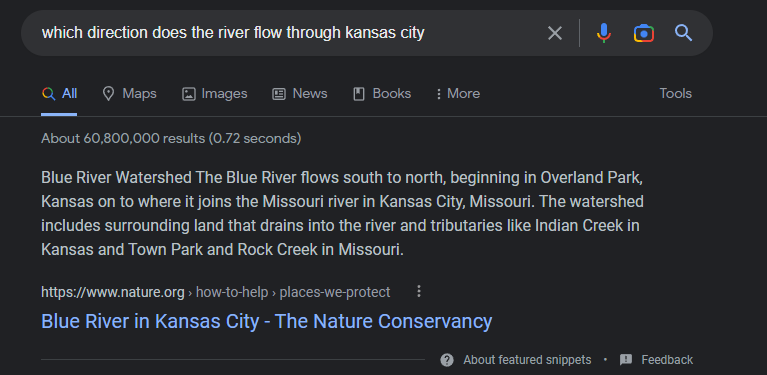 which direction does the river flow through kansas city
All Maps Images News Books More Tools
About 60,800,000 results (0.72 seconds)
Blue River Watershed The Blue River flows south to north, beginning in Overland Park,
Kansas on to where it joins the Missouri river in Kansas City, Missouri. The watershed
includes surrounding land that drains into the river and tributaries like Indian Creek in
Kansas and Town Park and Rock Creek in Missouri.
https://www.nature.org › how-to-help › places-we-protect
Blue River in Kansas City - The Nature Conservancy
About featured snippets • Feedback